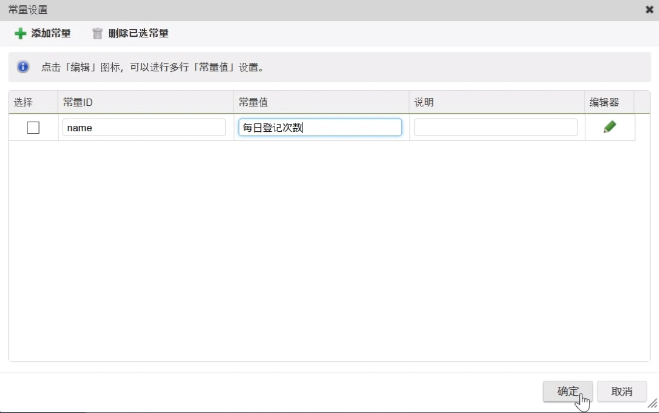 常量设置
添加常量 删除已选常量
点击「编辑」图标，可以进行多行「常量值」设置。
选择 常量ID 常量值 说明 编辑器
name 每日登记次数
确定 取消